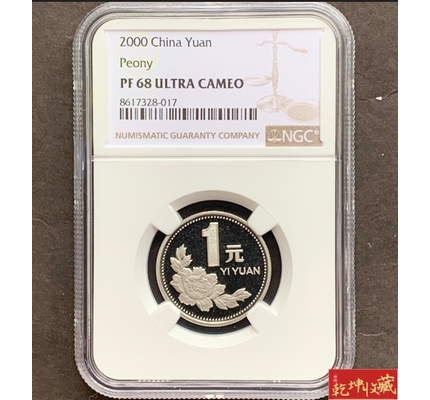 2000 China Yuan
Peony
PF 68 ULTRA CAMEO
8617328-017
NUMISMATIC GUARANTY COMPANY
NGC
1元
YI YUAN
乾坤收藏